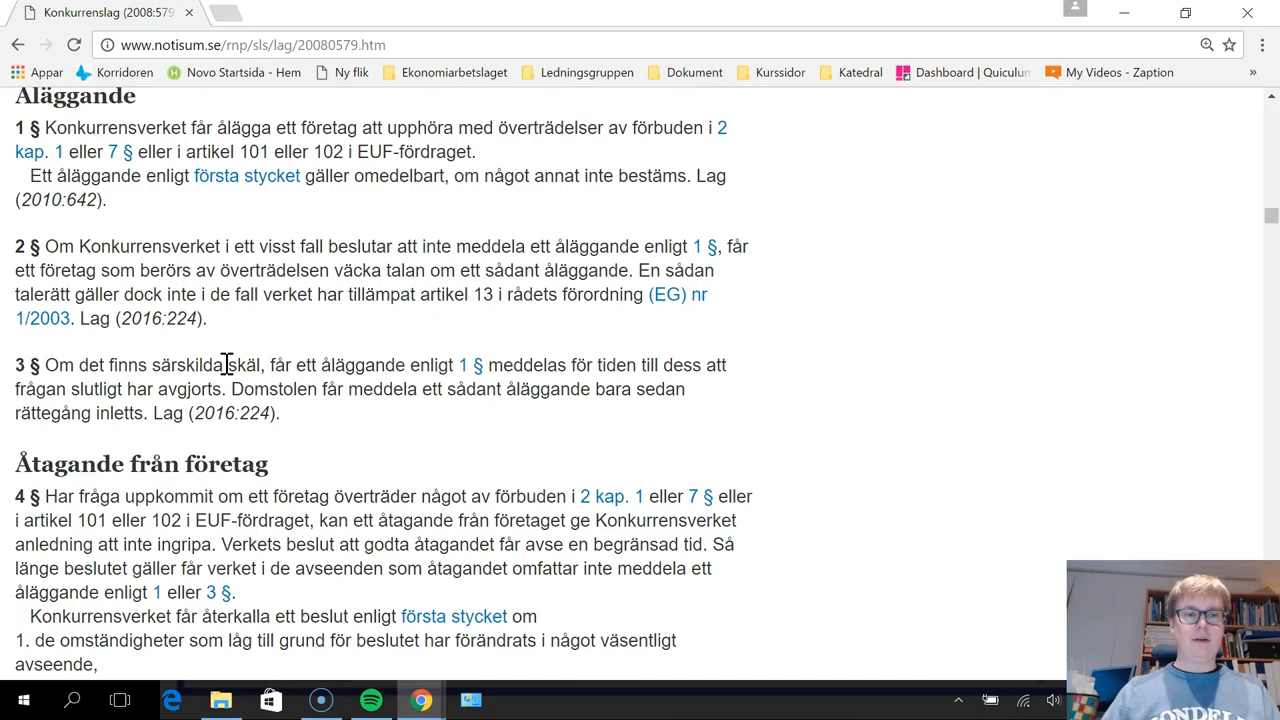 Konkurrenslag (2008:579
www.notisum.se/rnp/sls/lag/20080579.htm
Appar Korridoren Novo Startsida - Hem Ny flik Ekonomiarbetslaget Ledningsgruppen Dokume Kurssidor Katedral Dashboard | Quiculun My Videos - Zaption »
Åläggande
1 § Konkurrensverket får ålägga ett företag att upphöra med överträdelser av förbuden i 2
kap. 1 eller 7 § eller i artikel 101 eller 102 i EUF-fördraget.
Ett åläggande enligt första stycket gäller omedelbart, om något annat inte bestäms. Lag
(2010:642).
2 § Om Konkurrensverket i ett visst fall beslutar att inte meddela ett åläggande enligt 1 §, får
ett företag som berörs av överträdelsen väcka talan om ett sådant åläggande. En sådan
talerätt gäller dock inte i de fall verket har tillämpat artikel 13 i rådets förordning (EG) nr
1/2003. Lag (2016:224).
3 § Om det finns särskilda skäl, får ett åläggande enligt 1 § meddelas för tiden till dess att
frågan slutligt har avgjorts. Domstolen får meddela ett sådant åläggande bara sedan
rättegång inletts. Lag (2016:224).
Åtagande från företag
4 § Har fråga uppkommit om ett företag överträder något av förbuden i 2 kap. 1 eller 7 § eller
i artikel 101 eller 102 i EUF-fördraget, kan ett åtagande från företaget ge Konkurrensverket
anledning att inte ingripa. Verkets beslut att godta åtagandet får avse en begränsad tid. Så
länge beslutet gäller får verket i de avseenden som åtagandet omfattar inte meddela ett
åläggande enligt 1 eller 3 §.
Konkurrensverket får återkalla ett beslut enligt första stycket om
1. de omständigheter som låg till grund för beslutet har förändrats i något väsentligt
avseende,